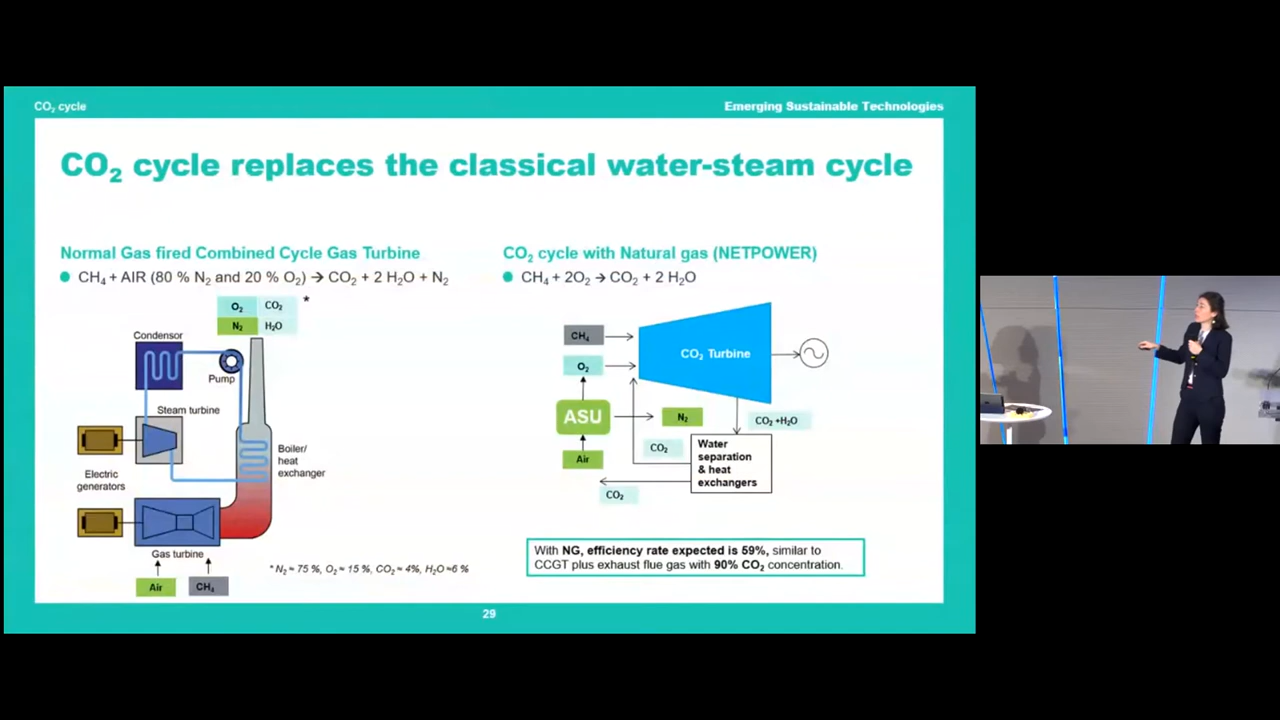 CO₂ cycle
Emerging Sustainable Technologies
CO₂ cycle replaces the classical water-steam cycle
Normal Gas fired Combined Cycle Gas Turbine
CH₄ + AIR (80 % N₂ and 20 % O₂) → CO₂ + 2 H₂O + N₂
O₂ CO₂ *
N₂ H₂O
Condensor
Pump
Steam turbine
Boiler/
heat
exchanger
Electric
generators
Gas turbine
Air CH₄
* N₂ ≈ 75 %, O₂ ≈ 15 %, CO₂ ≈ 4%, H₂O ≈6 %
CO₂ cycle with Natural gas (NETPOWER)
CH₄ + 2O₂ → CO₂ + 2 H₂O
CH₄
O₂
CO₂ Turbine
ASU
N₂
CO₂ +H₂O
Air
CO₂
Water
separation
& heat
exchangers
CO₂
With NG, efficiency rate expected is 59%, similar to
CCGT plus exhaust flue gas with 90% CO₂ concentration.
29